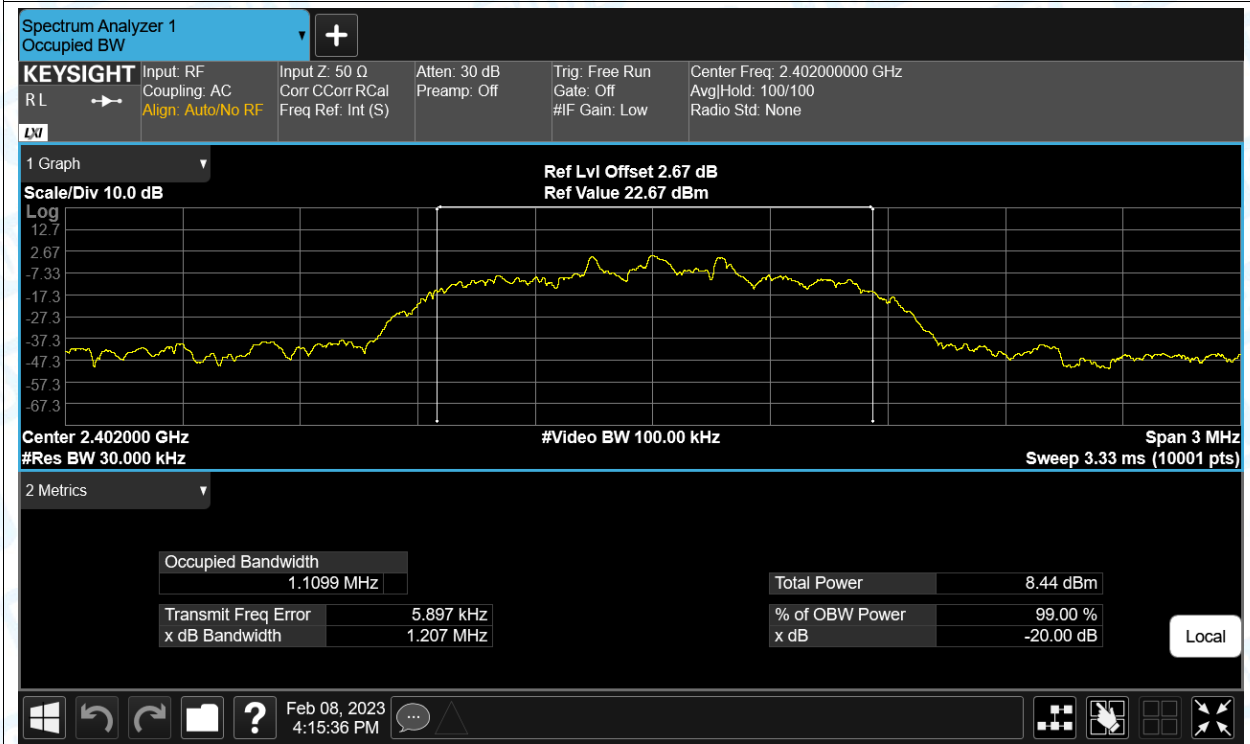 Spectrum Analyzer 1
Occupied BW
KEYSIGHT
R L
LXI
Input: RF
Coupling: AC
Align: Auto/No RF
Input Z: 50 Ω
Corr CCorr RCal
Freq Ref: Int (S)
Atten: 30 dB
Preamp: Off
Trig: Free Run
Gate: Off
#IF Gain: Low
Center Freq: 2.402000000 GHz
Avg|Hold: 100/100
Radio Std: None
1 Graph
Scale/Div 10.0 dB
Ref Lvl Offset 2.67 dB
Ref Value 22.67 dBm
Log
12.7
2.67
-7.33
-17.3
-27.3
-37.3
-47.3
-57.3
-67.3
Center 2.402000 GHz
#Video BW 100.00 kHz
Span 3 MHz
#Res BW 30.000 kHz
Sweep 3.33 ms (10001 pts)
2 Metrics
Occupied Bandwidth
1.1099 MHz
Total Power 8.44 dBm
Transmit Freq Error 5.897 kHz
% of OBW Power 99.00 %
x dB Bandwidth 1.207 MHz
x dB -20.00 dB
Local
Feb 08, 2023
4:15:36 PM